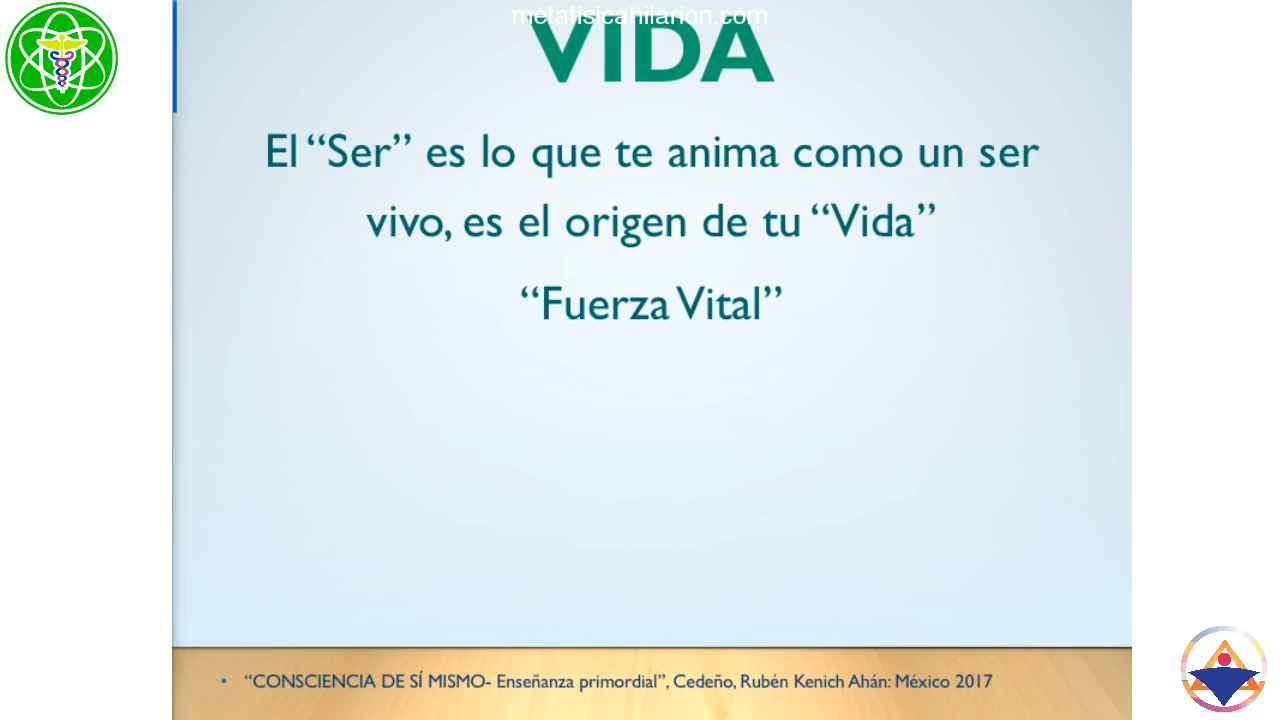 metafisicahilarion.com
VIDA
El “Ser” es lo que te anima como un ser
vivo, es el origen de tu “Vida”
“Fuerza Vital”
• “CONSCIENCIA DE SÍ MISMO- Enseñanza primordial”, Cedeño, Rubén Kenich Ahán: México 2017